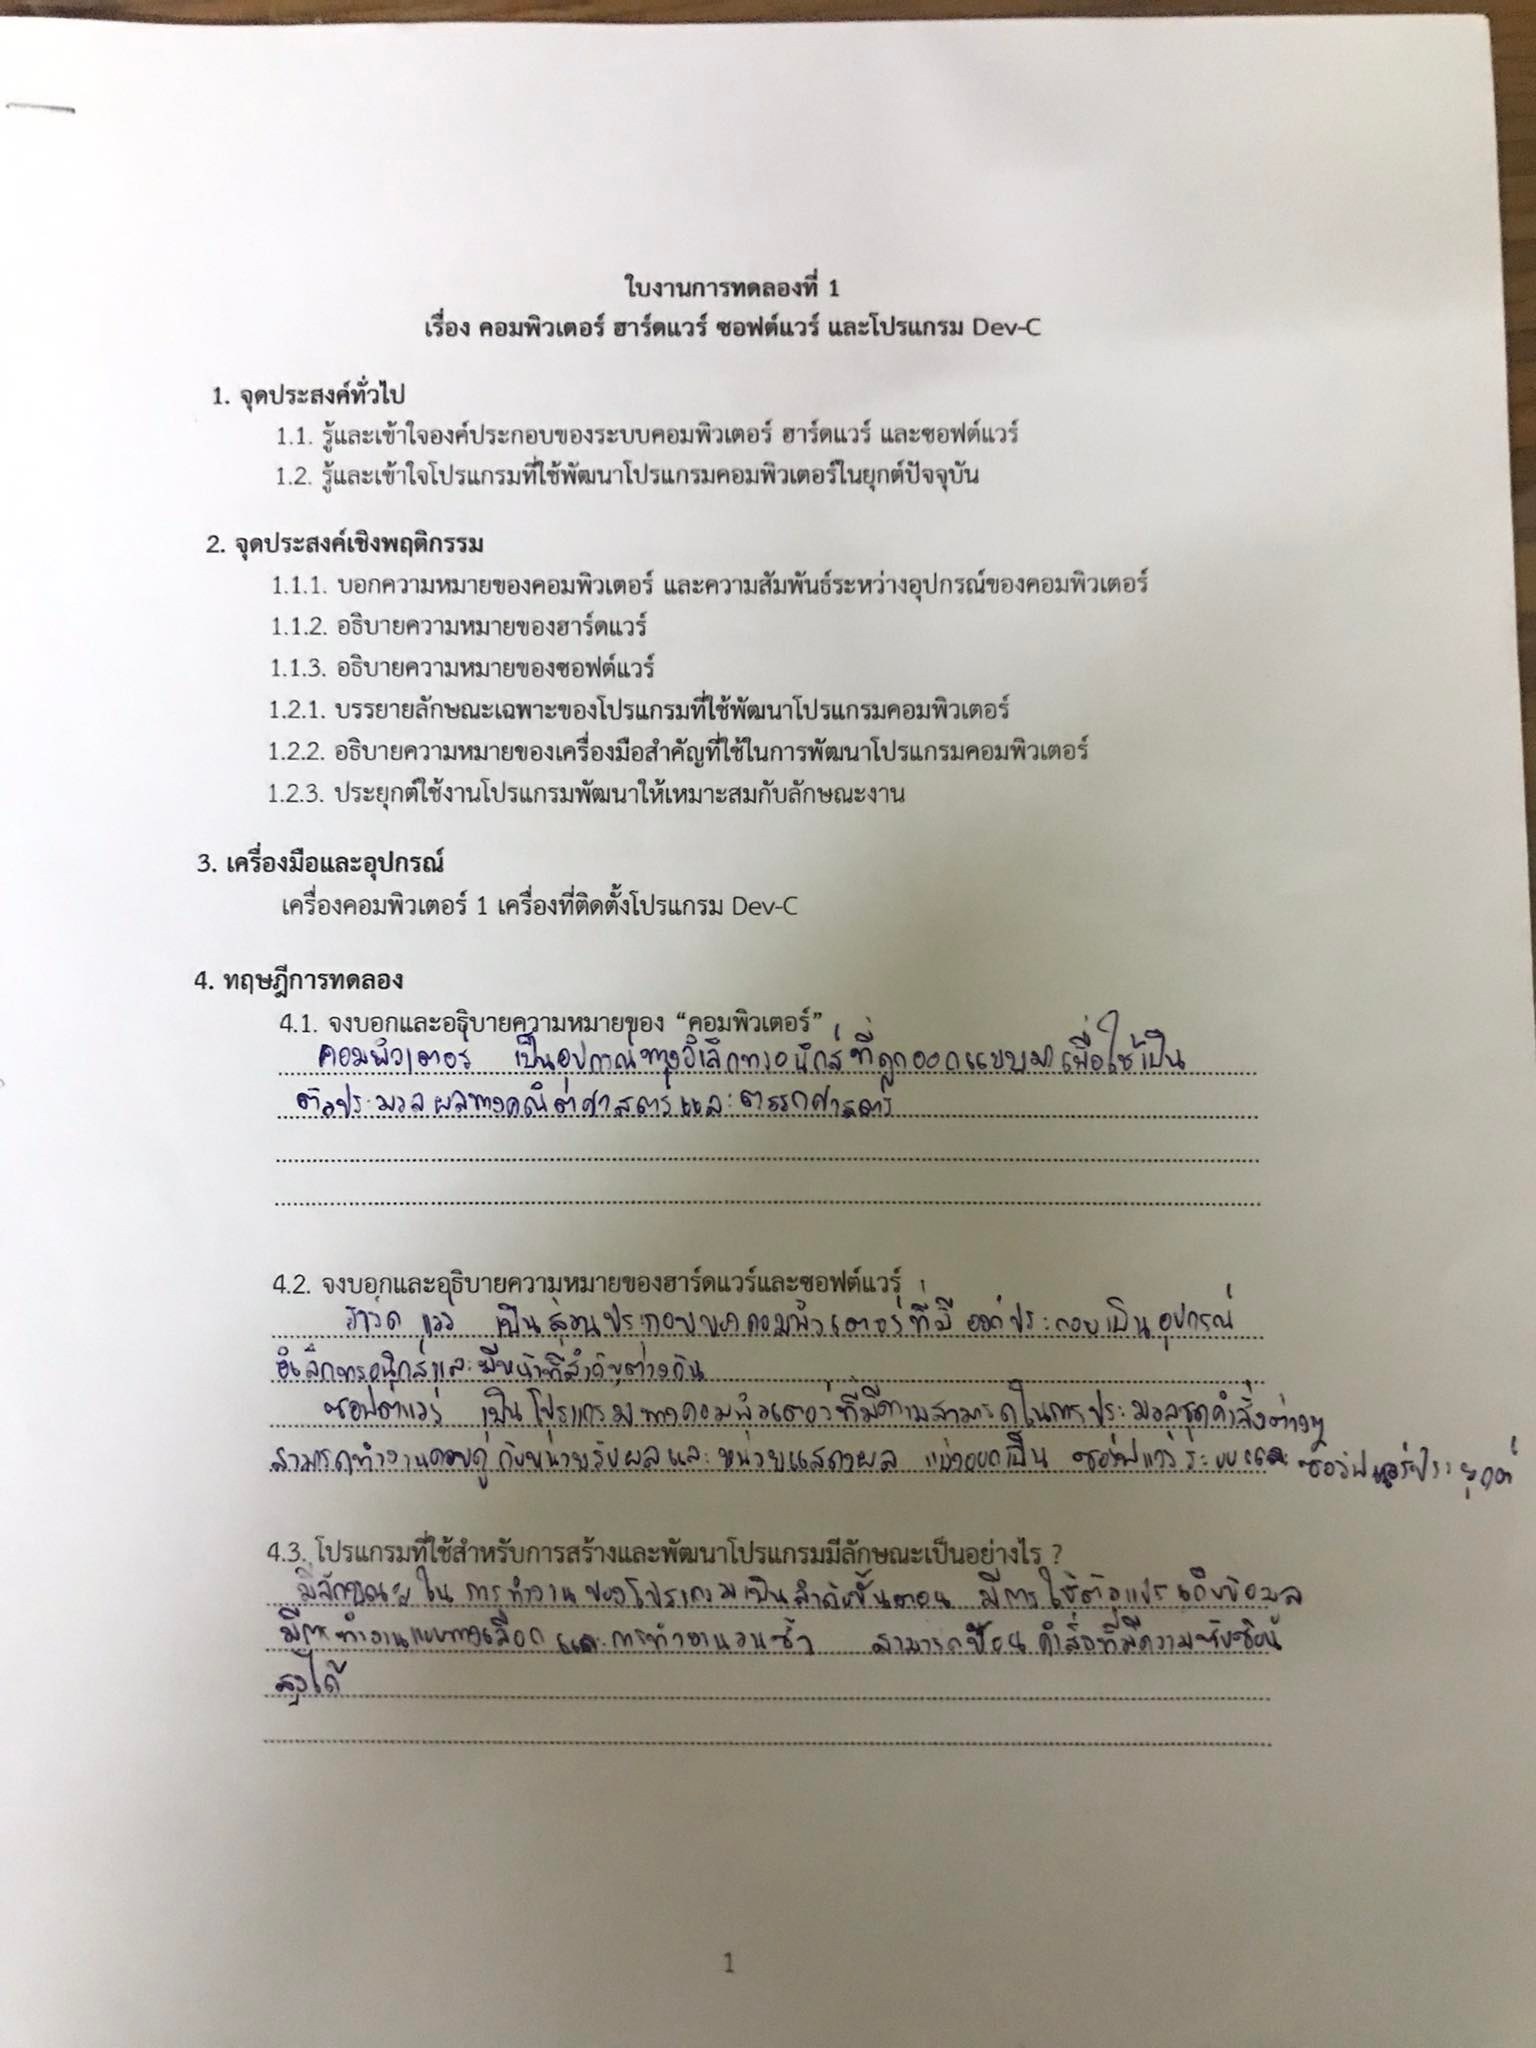 ใบงานการทดลองที่ 1
เรื่อง คอมพิวเตอร์ ฮาร์ดแวร์ ซอฟต์แวร์ และโปรแกรม Dev-C
1. จุดประสงค์ทั่วไป
1.1. รู้และเข้าใจองค์ประกอบของระบบคอมพิวเตอร์ ฮาร์ดแวร์ และซอฟต์แวร์
1.2. รู้และเข้าใจโปรแกรมที่ใช้พัฒนาโปรแกรมคอมพิวเตอร์ในยุกต์ปัจจุบัน
2. จุดประสงค์เชิงพฤติกรรม
1.1.1. บอกความหมายของคอมพิวเตอร์ และความสัมพันธ์ระหว่างอุปกรณ์ของคอมพิวเตอร์
1.1.2. อธิบายความหมายของฮาร์ดแวร์
1.1.3. อธิบายความหมายของซอฟต์แวร์
1.2.1. บรรยายลักษณะเฉพาะของโปรแกรมที่ใช้พัฒนาโปรแกรมคอมพิวเตอร์
1.2.2. อธิบายความหมายของเครื่องมือสำคัญที่ใช้ในการพัฒนาโปรแกรมคอมพิวเตอร์
1.2.3. ประยุกต์ใช้งานโปรแกรมพัฒนาให้เหมาะสมกับลักษณะงาน
3. เครื่องมือและอุปกรณ์
เครื่องคอมพิวเตอร์ 1 เครื่องที่ติดตั้งโปรแกรม Dev-C
4. ทฤษฎีการทดลอง
4.1. จงบอกและอธิบายความหมายของ “คอมพิวเตอร์”
คอมพิวเตอร์ เป็นอุปกรณ์ทางอิเล็กทรอนิกส์ ที่ถูกออกแบบมาเพื่อใช้เป็น
ตัวประมวลผลทางคณิตศาสตร์และตรรกศาสตร์
4.2. จงบอกและอธิบายความหมายของฮาร์ดแวร์และซอฟต์แวร์
ฮาร์ดแวร์ เป็นส่วนประกอบของคอมพิวเตอร์ที่มีองค์ประกอบเป็นอุปกรณ์
อิเล็กทรอนิกส์และมีหน้าที่สำคัญต่างกัน
ซอฟต์แวร์ เป็นโปรแกรมทางคอมพิวเตอร์ที่มีความสามารถในการประมวลชุดคำสั่งต่างๆ
สามารถทำงานควบคู่กับหน่วยรับผลและหน่วยแสดงผล แบ่งออกเป็น ซอร์ฟแวร์ระบบและซอร์ฟแวร์ประยุกต์
4.3. โปรแกรมที่ใช้สำหรับการสร้างและพัฒนาโปรแกรมมีลักษณะเป็นอย่างไร ?
มีลักษณะในการทำงานของโปรแกรมเป็นลำดับขั้นตอน มีการใช้ตัวแปรเก็บข้อมูล
มีการทำงานแบบทางเลือกและการทำงานวนซ้ำ สามารถป้อนคำสั่งที่มีความซับซ้อน
สูงได้
1